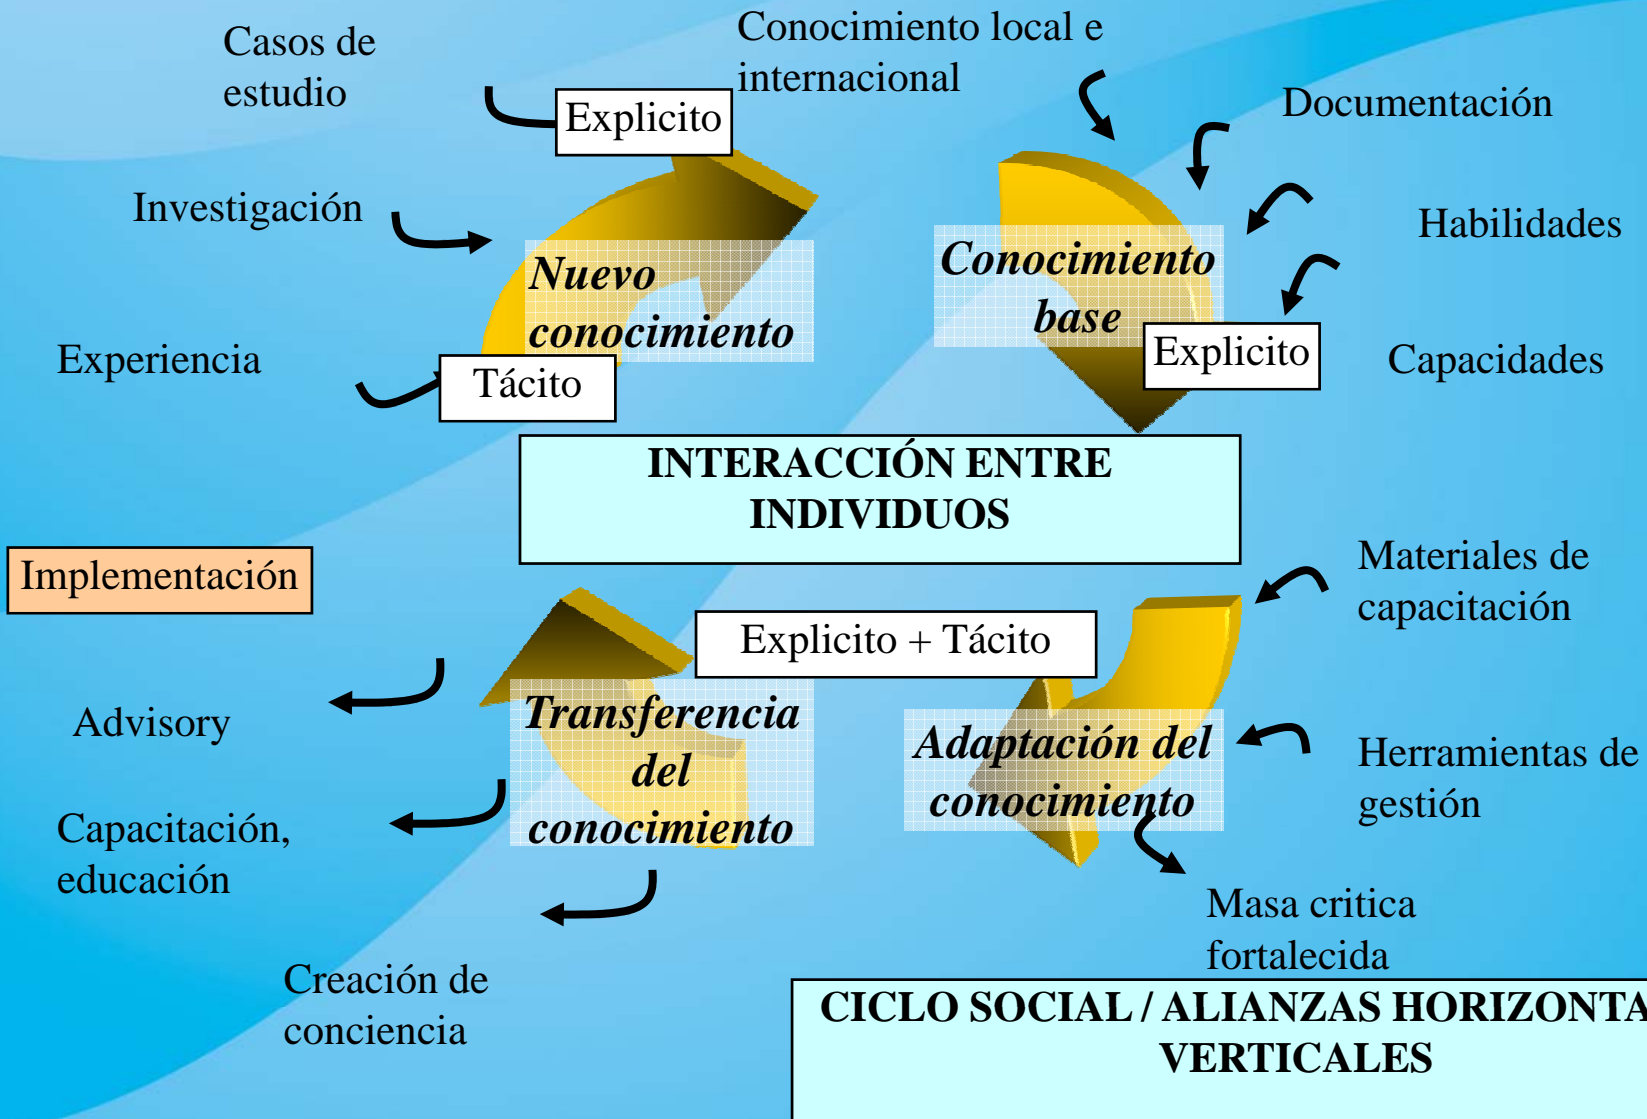 Casos de
estudio
Conocimiento local e
internacional
Explicito
Documentación
Investigación
Habilidades
Nuevo
conocimiento
Conocimiento
base
Experiencia
Tácito
Explicito
Capacidades
INTERACCIÓN ENTRE
INDIVIDUOS
Implementación
Materiales de
capacitación
Explicito + Tácito
Advisory
Transferencia
del
conocimiento
Adaptación del
conocimiento
Herramientas de
gestión
Capacitación,
educación
Masa critica
fortalecida
Creación de
conciencia
CICLO SOCIAL / ALIANZAS
VERTICALES